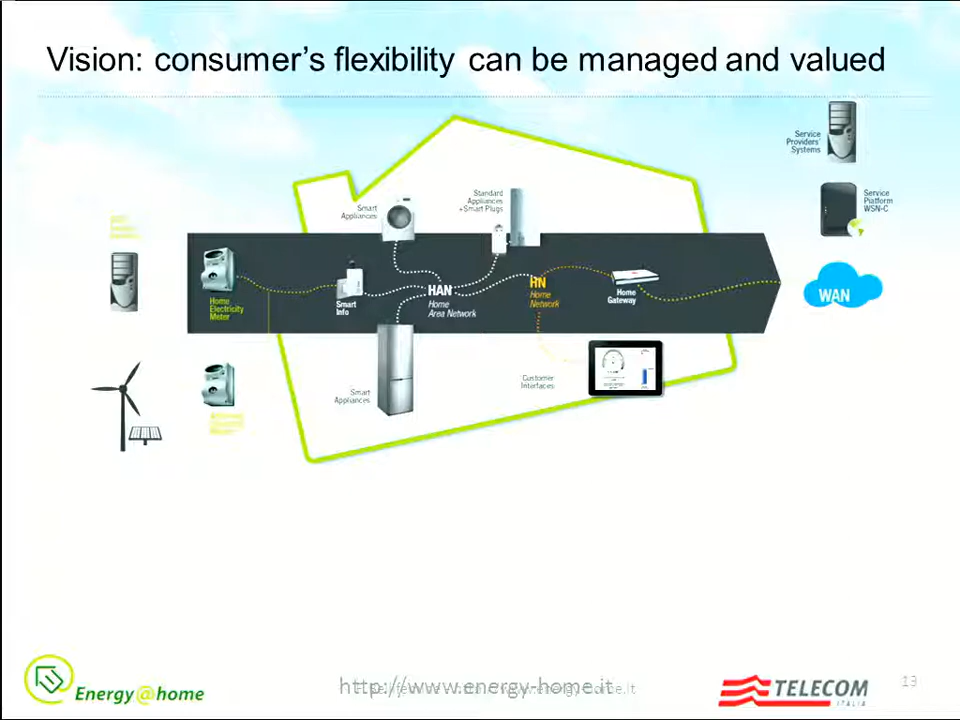 Vision: consumer's flexibility can be managed and valued
Service
Providers'
Systems
Service
Platform
WSN-C
Smart
Appliances
Standard
Appliances
+Smart Plugs
Home
Electricity
Meter
Smart
Info
HAN
Home
Area Network
HN
Home
Network
Home
Gateway
WAN
Smart
Appliances
Customer
Interfaces
Energy@home
http://www.energy-home.it
TELECOM
ITALIA
13